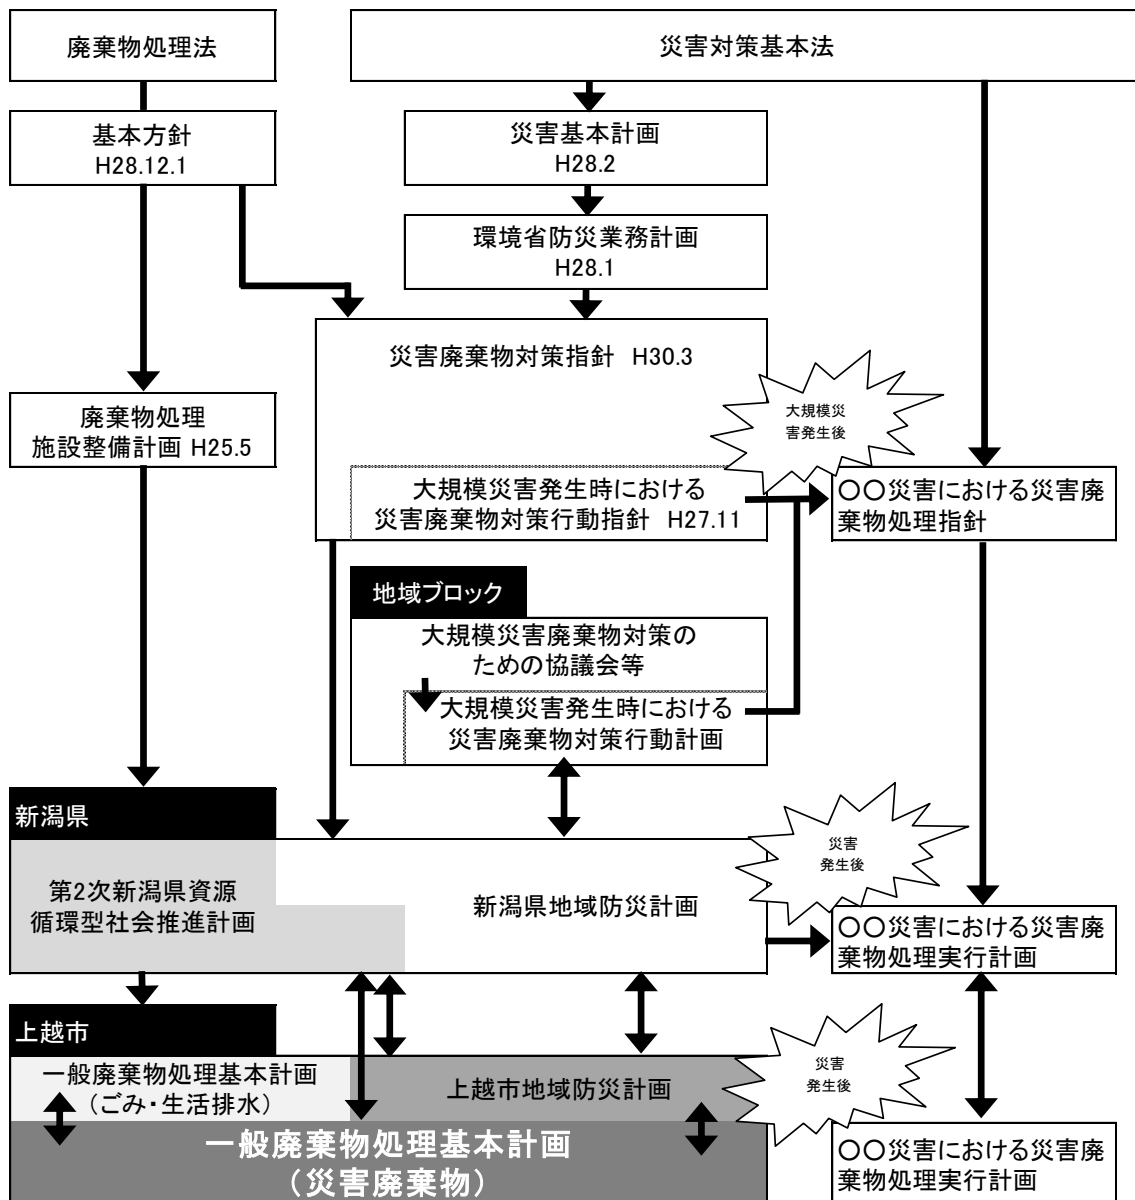 廃棄物処理法
災害対策基本法
基本方針
H28.12.1
災害基本計画
H28.2
環境省防災業務計画
H28.1
災害廃棄物対策指針 H30.3
廃棄物処理
施設整備計画 H25.5
大規模災
害発生後
大規模災害発生時における
災害廃棄物対策行動指針 H27.11
〇〇災害における災害廃
棄物処理指針
地域ブロック
大規模災害廃棄物対策の
ための協議会等
大規模災害発生時における
災害廃棄物対策行動計画
新潟県
第2次新潟県資源
循環型社会推進計画
新潟県地域防災計画
災害
発生後
〇〇災害における災害廃
棄物処理実行計画
上越市
一般廃棄物処理基本計画
（ごみ・生活排水）
上越市地域防災計画
災害
発生後
一般廃棄物処理基本計画
（災害廃棄物）
〇〇災害における災害廃
棄物処理実行計画